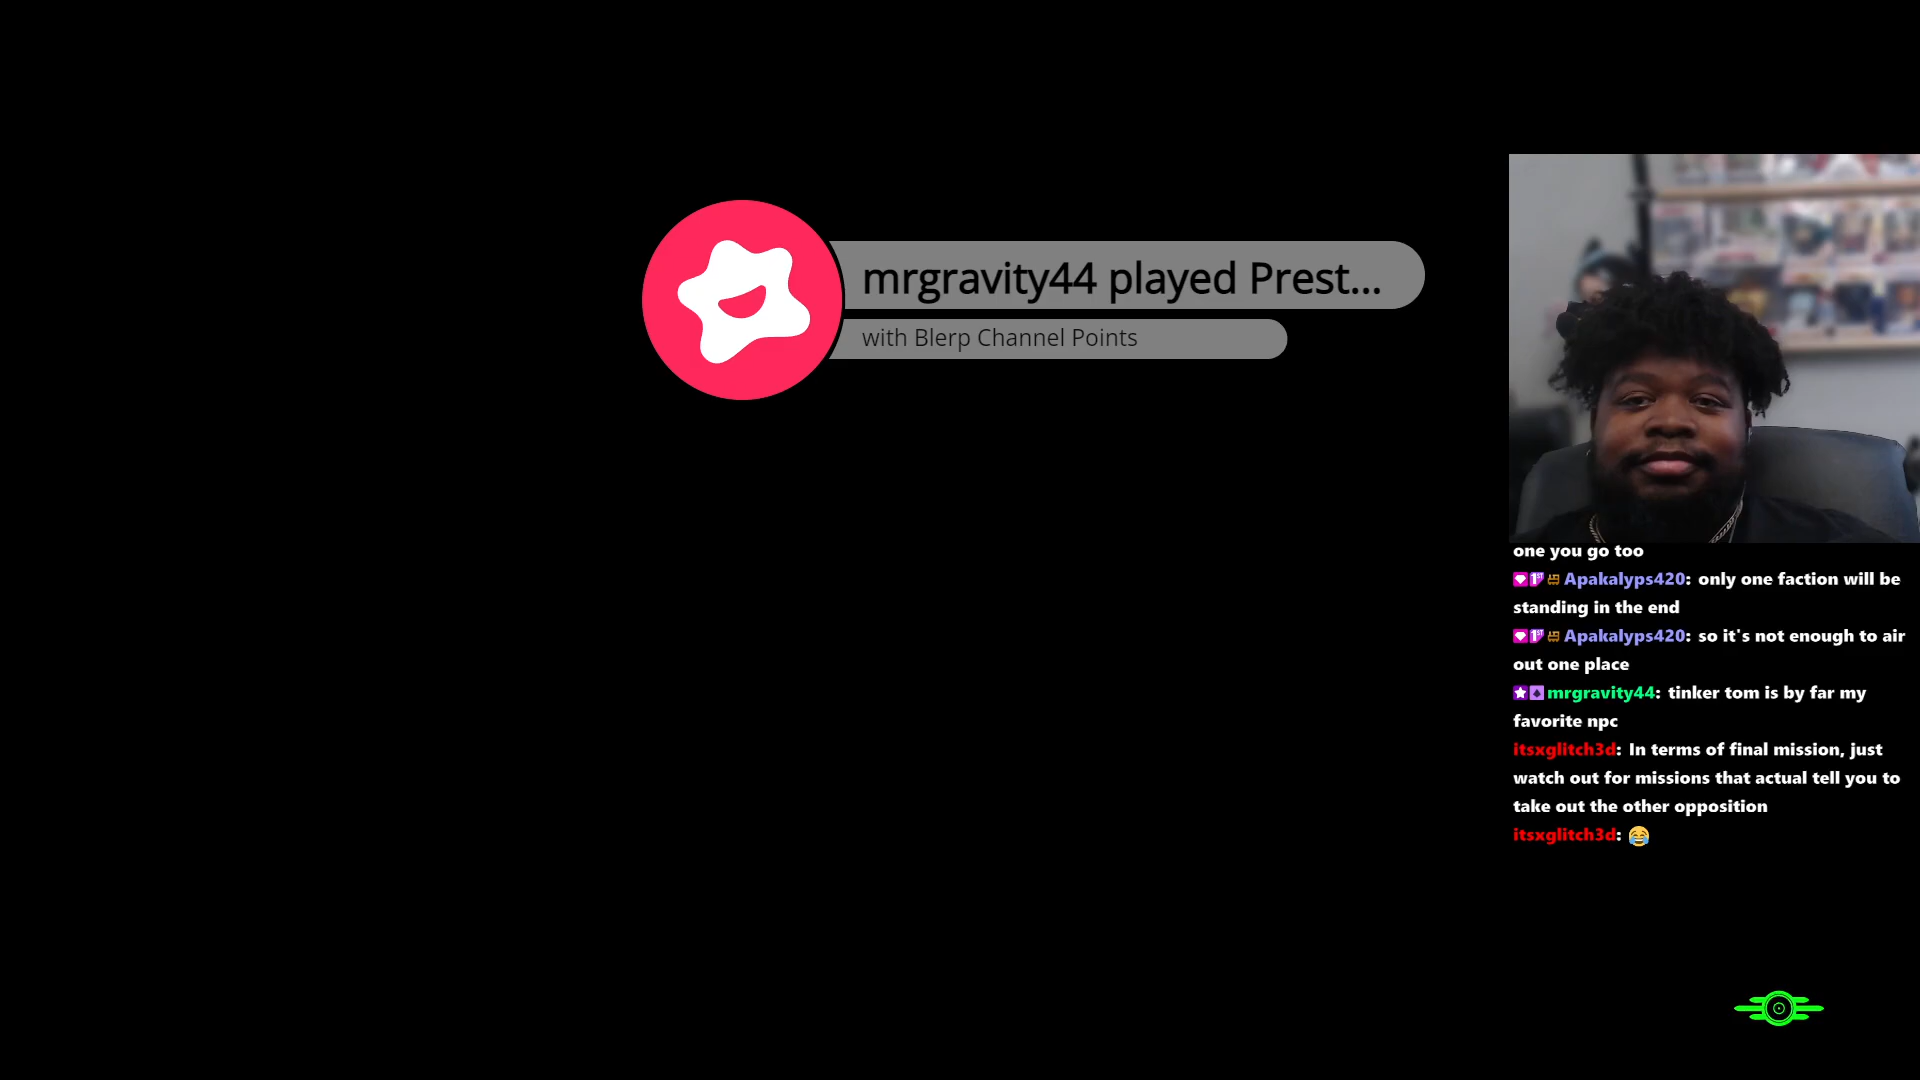 mrgravity44 played Prest...
with Blerp Channel Points
one you go too
Apakalyps420: only one faction will be
standing in the end
Apakalyps420: so it's not enough to air
out one place
mrgravity44: tinker tom is by far my
favorite npc
itsxglitch3d: In terms of final mission, just
watch out for missions that actual tell you to
take out the other opposition
itsxglitch3d: 😂